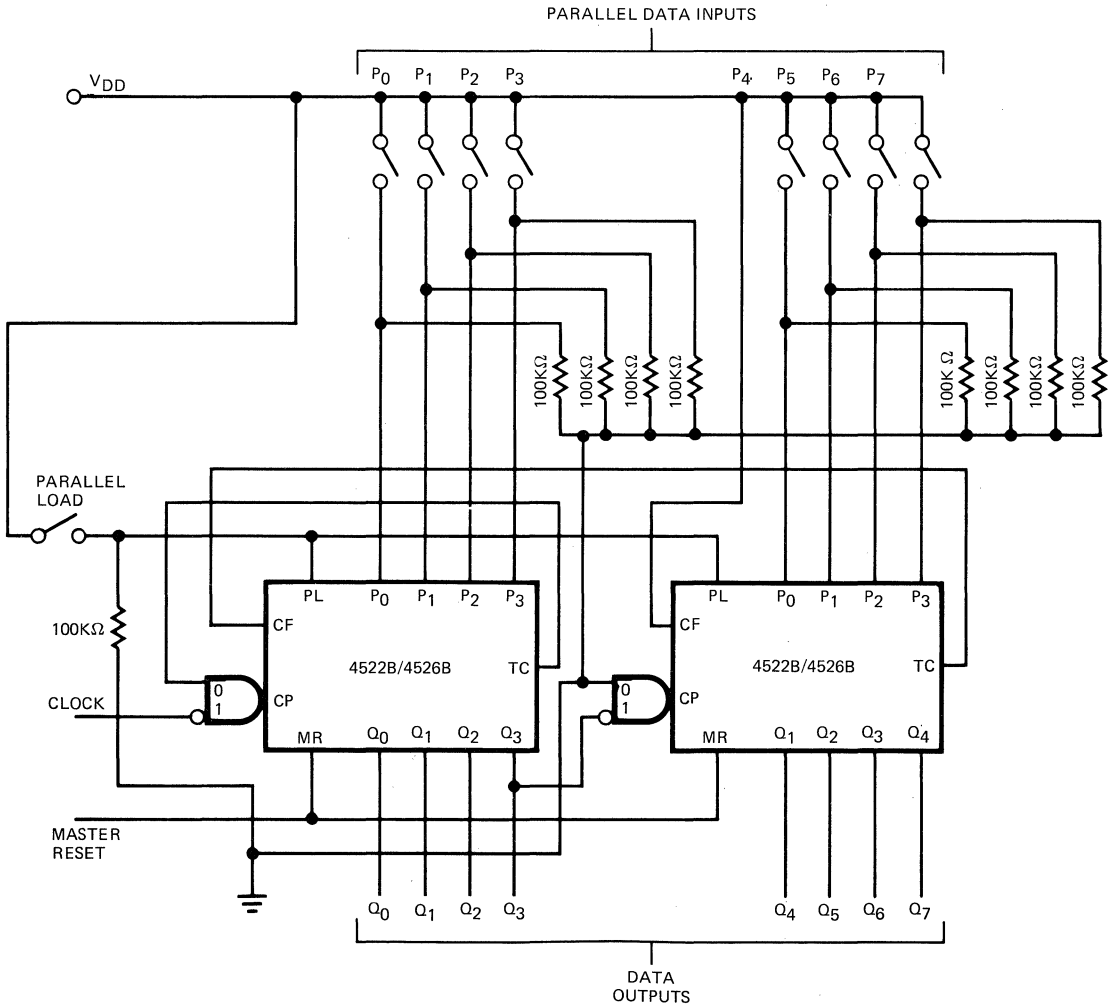 PARALLEL DATA INPUTS
VDD
P0 P1 P2 P3 P4 P5 P6 P7
100KΩ 100KΩ 100KΩ 100KΩ 100KΩ 100KΩ 100KΩ 100KΩ
PARALLEL
LOAD
PL P0 P1 P2 P3 PL P0 P1 P2 P3
CF CF
100KΩ
4522B/4526B TC 4522B/4526B TC
0 0
CLOCK 1 CP 1 CP
MR Q0 Q1 Q2 Q3 MR Q1 Q2 Q3 Q4
MASTER
RESET
Q0 Q1 Q2 Q3 Q4 Q5 Q6 Q7
DATA
OUTPUTS